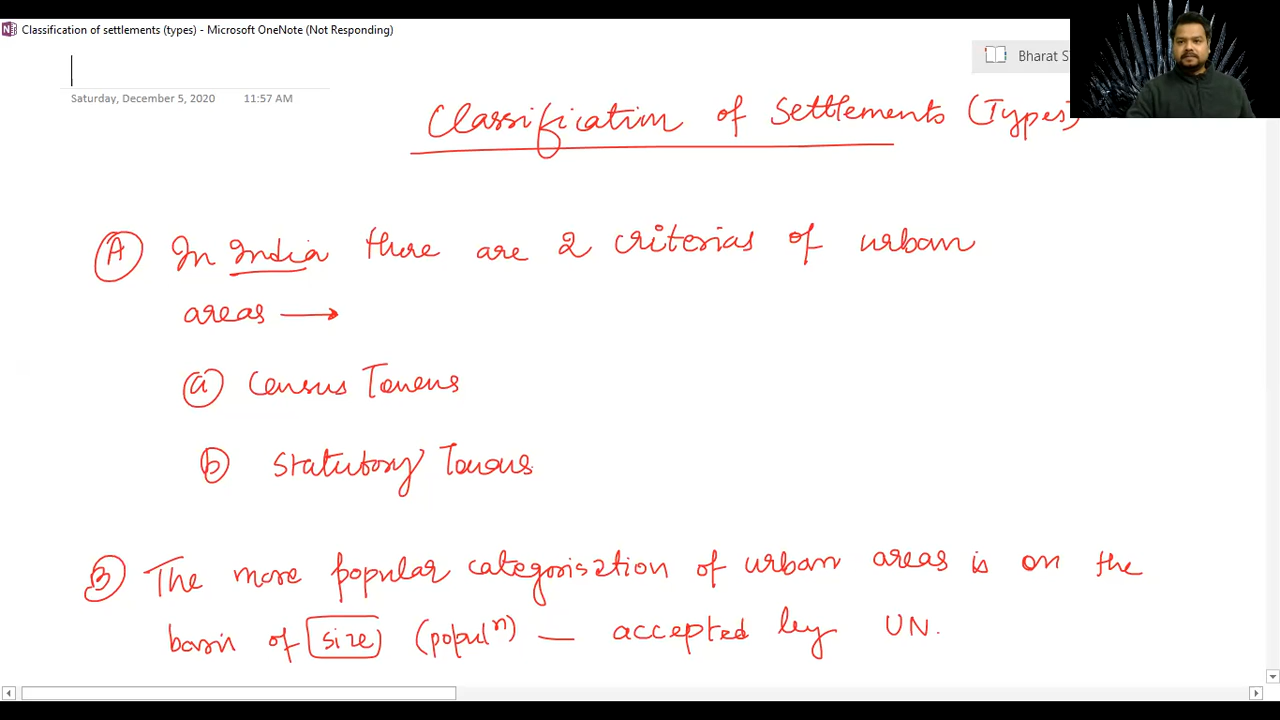 Classification of settlements (types) - Microsoft OneNote (Not Responding)
Bharat S
Saturday, December 5, 2020 11:57 AM
Classification of Settlements (Types)
A In India there are 2 criterias of urban
areas →
a Census Towns
b Statutory Towns
B The more popular categorisation of urban areas is on the
basis of size (populⁿ) — accepted by UN.